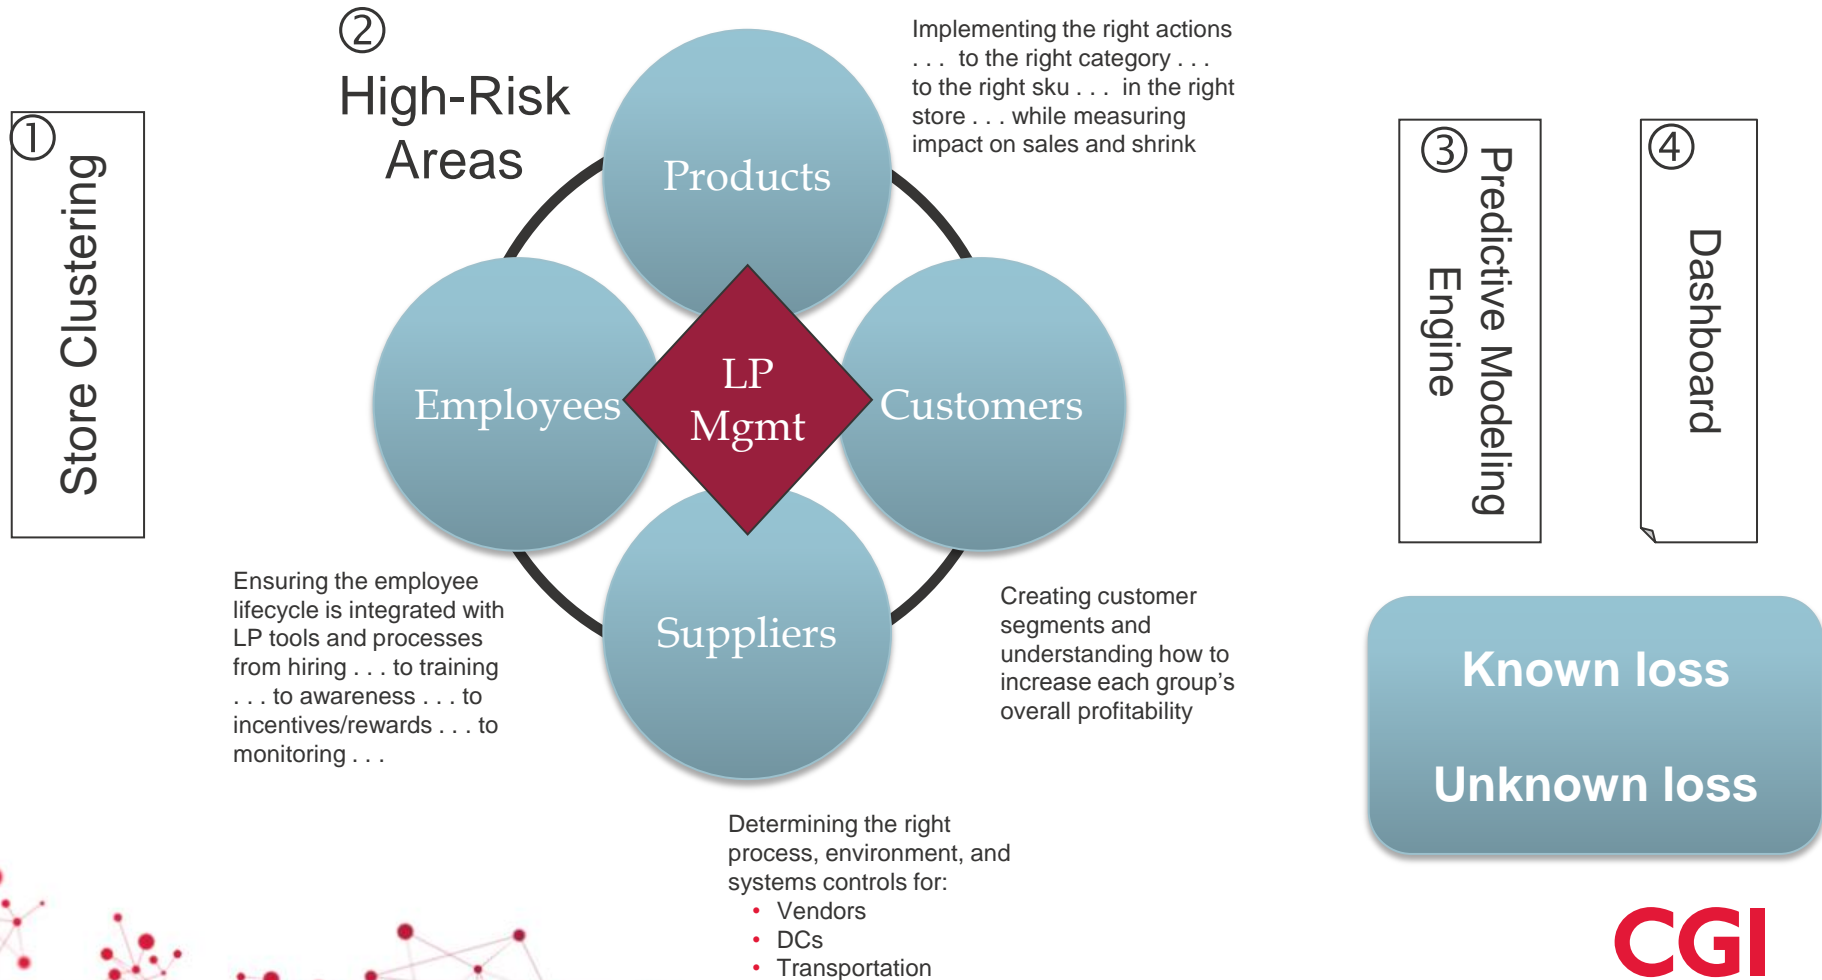 ①
Store Clustering
②
High-Risk
Areas
Products
Implementing the right actions
. . . to the right category . . .
to the right sku . . . in the right
store . . . while measuring
impact on sales and shrink
Employees
LP
Mgmt
Customers
Suppliers
Ensuring the employee
lifecycle is integrated with
LP tools and processes
from hiring . . . to training
. . . to awareness . . . to
incentives/rewards . . . to
monitoring . . .
Creating customer
segments and
understanding how to
increase each group’s
overall profitability
Determining the right
process, environment, and
systems controls for:
• Vendors
• DCs
• Transportation
③
Predictive Modeling
Engine
④
Dashboard
Known loss
Unknown loss
CGI